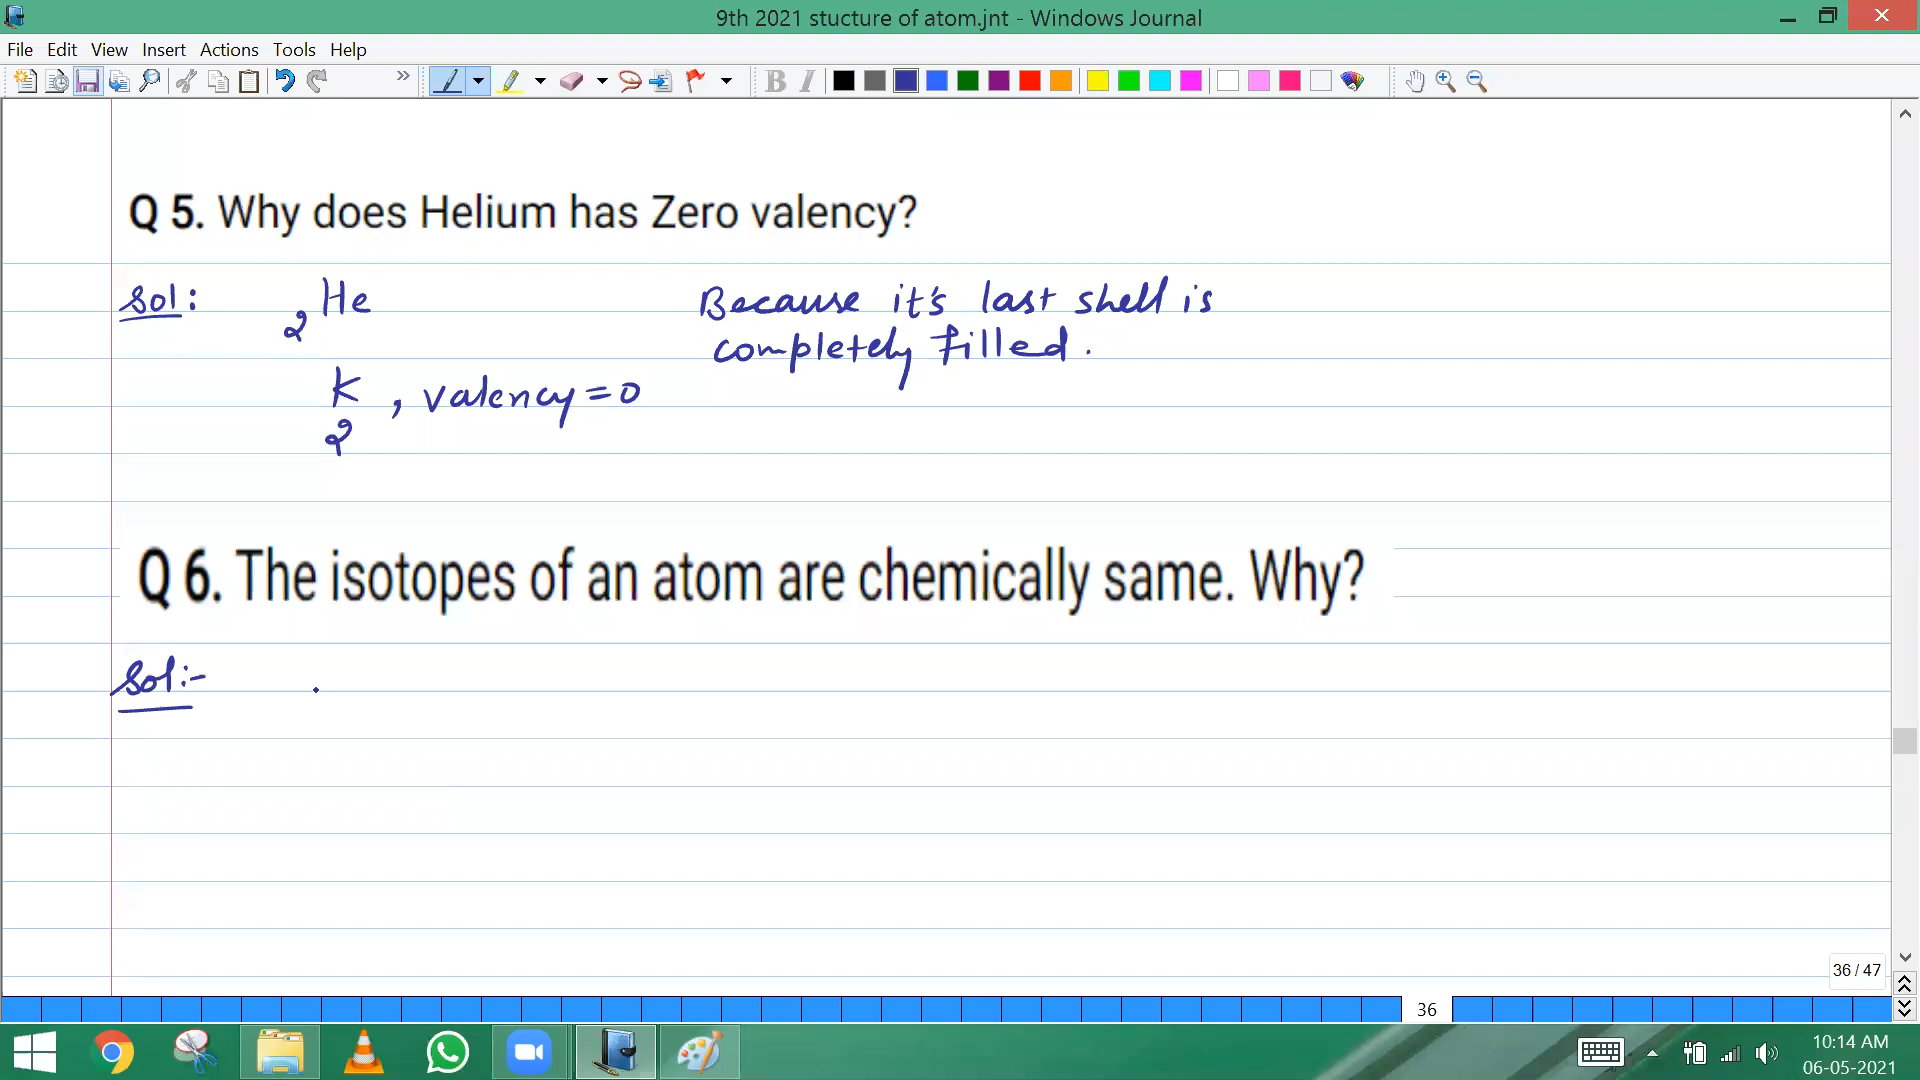 9th 2021 stucture of atom.jnt - Windows Journal
File Edit View Insert Actions Tools Help
B I
Q 5. Why does Helium has Zero valency?
Sol:
₂He
Because it's last shell is
completely filled.
K , valency = 0
2
Q 6. The isotopes of an atom are chemically same. Why?
Sol:-
36 / 47
36
10:14 AM
06-05-2021